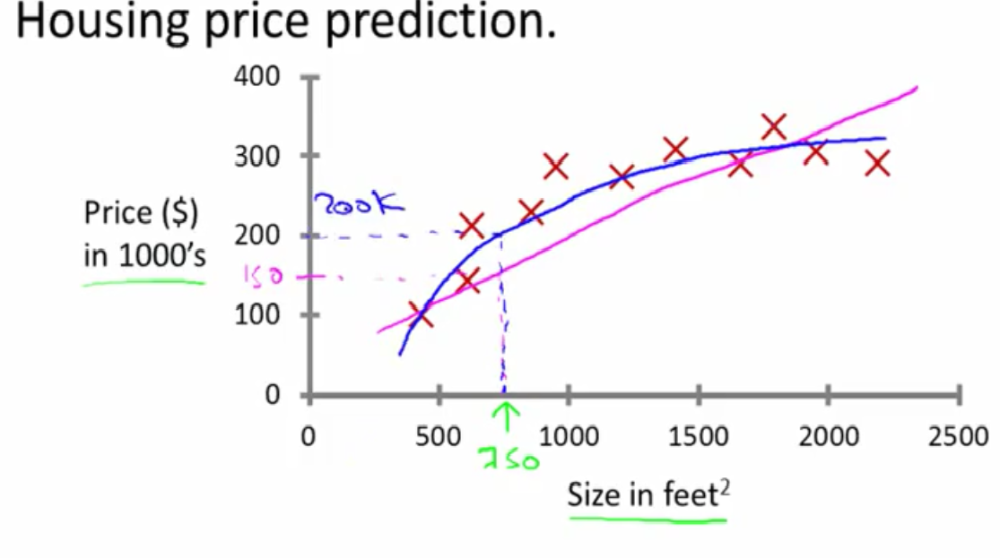 Housing price prediction.
400
300
200K
Price ($)
in 1000's
200
150
100
0
0 500 1000 1500 2000 2500
750
Size in feet²